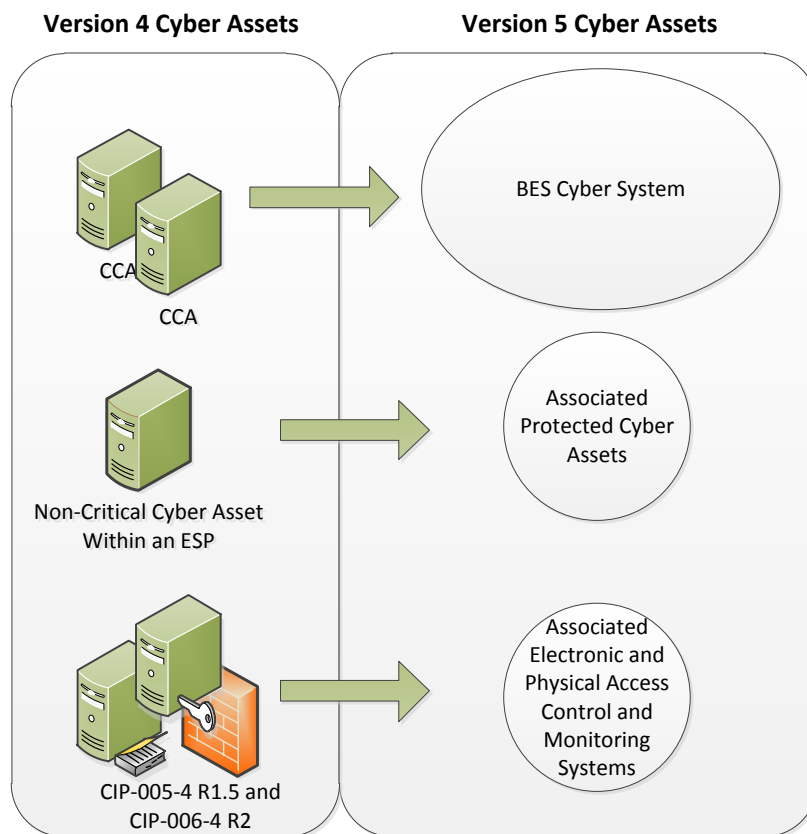 Version 4 Cyber Assets
Version 5 Cyber Assets
CCA
CCA
BES Cyber System
Non-Critical Cyber Asset
Within an ESP
Associated
Protected Cyber
Assets
CIP-005-4 R1.5 and
CIP-006-4 R2
Associated
Electronic and
Physical Access
Control and
Monitoring
Systems